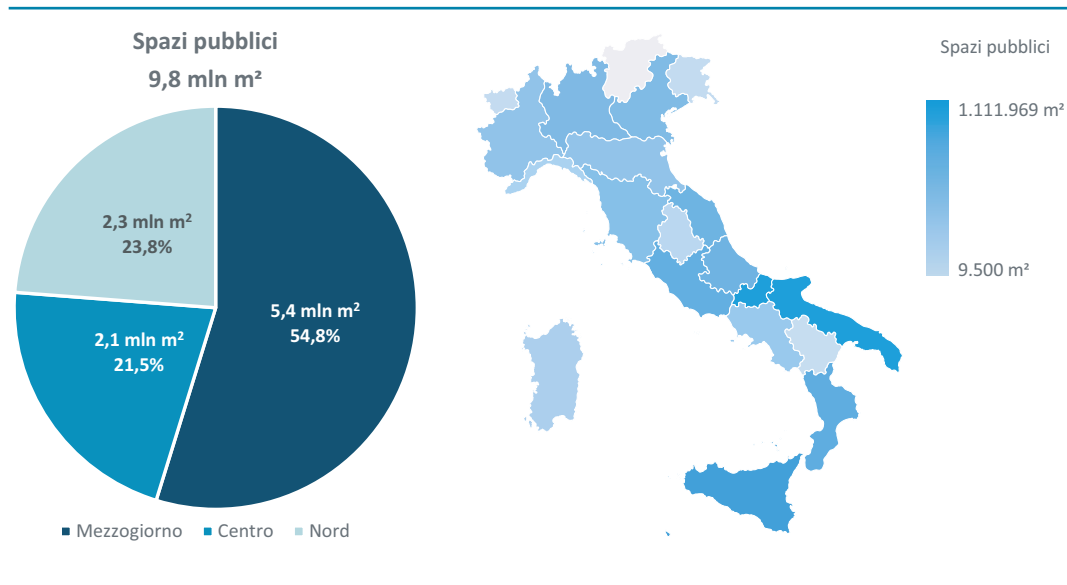 Spazi pubblici
9,8 mln m²
2,3 mln m²
23,8%
5,4 mln m²
54,8%
2,1 mln m²
21,5%
Mezzogiorno
Centro
Nord
Spazi pubblici
1.111.969 m²
9.500 m²